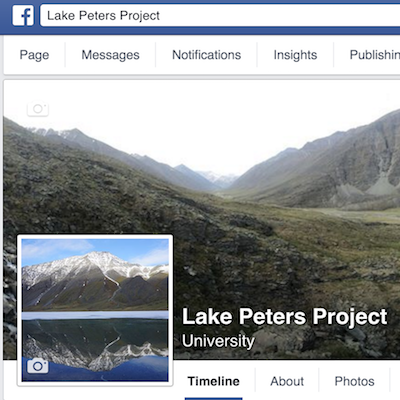 f Lake Peters Project
Page Messages Notifications Insights Publishin
Lake Peters Project
University
Timeline About Photos